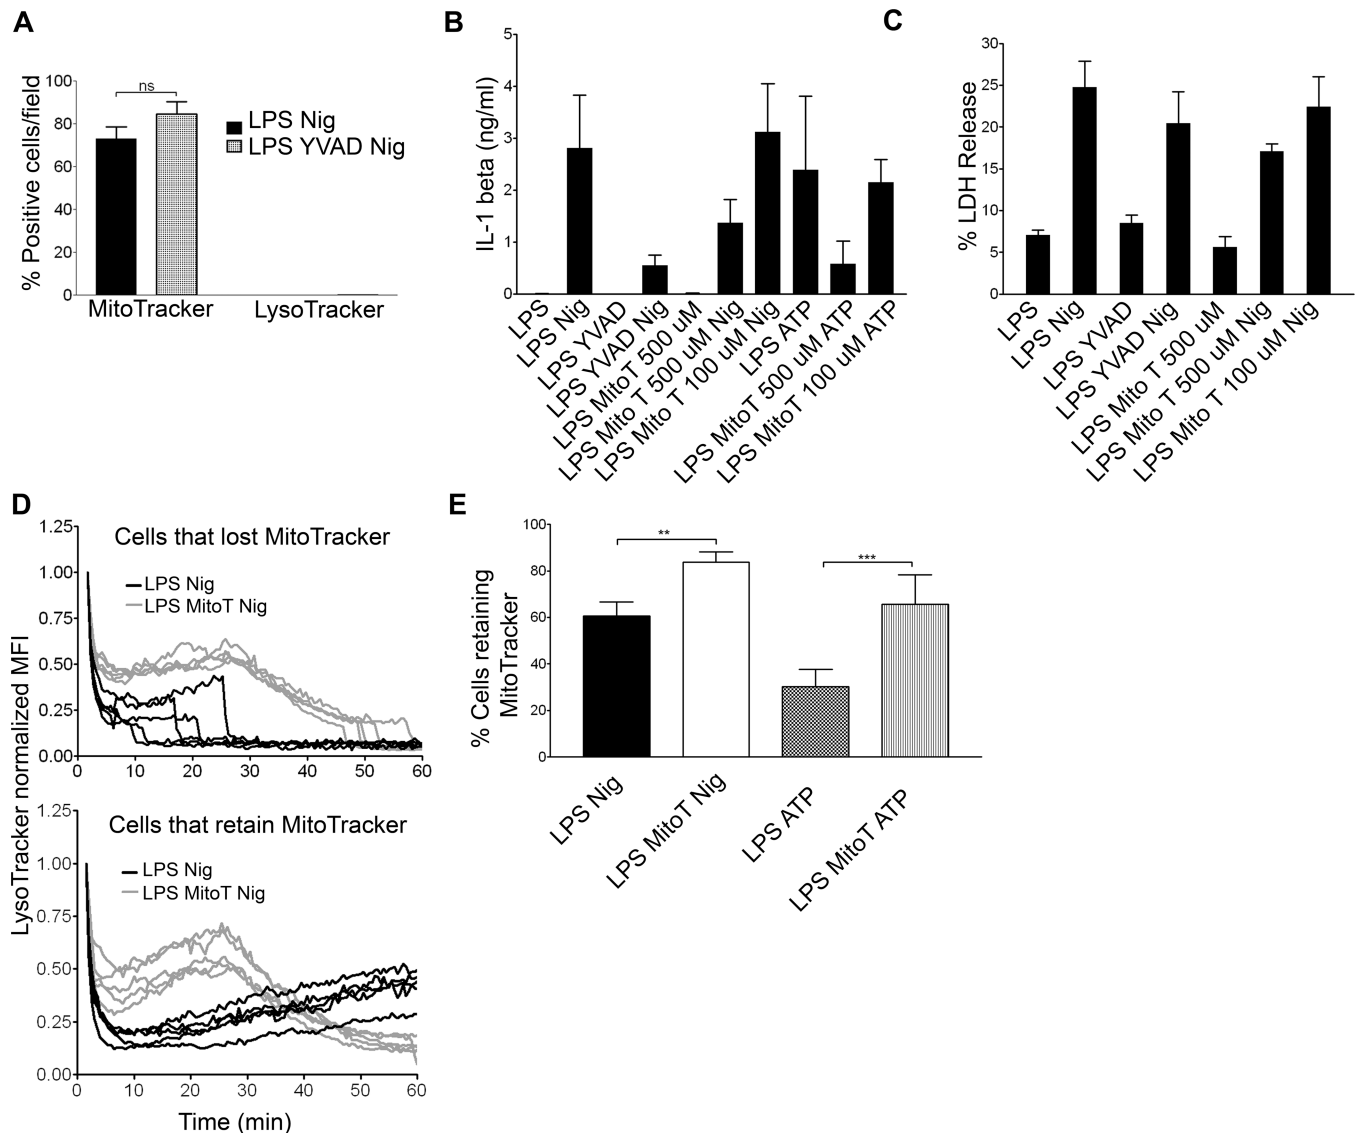 A
% Positive cells/field
100
80
60
40
20
0
ns
LPS Nig
LPS YVAD Nig
MitoTracker
LysoTracker
B
IL-1 beta (ng/ml)
5
4
3
2
1
0
LPS
LPS Nig
LPS YVAD
LPS YVAD Nig
LPS MitoT 500 uM
LPS Mito T 500 uM Nig
LPS Mito T 100 uM Nig
LPS ATP
LPS MitoT 500 uM ATP
LPS MitoT 100 uM ATP
C
% LDH Release
30
25
20
15
10
5
0
LPS
LPS Nig
LPS YVAD
LPS YVAD Nig
LPS Mito T 500 uM
LPS Mito T 500 uM Nig
LPS Mito T 100 uM Nig
D
LysoTracker normalized MFI
1.25
1.00
0.75
0.50
0.25
0.00
Cells that lost MitoTracker
LPS Nig
LPS MitoT Nig
0 10 20 30 40 50 60
1.25
1.00
0.75
0.50
0.25
0.00
Cells that retain MitoTracker
LPS Nig
LPS MitoT Nig
0 10 20 30 40 50 60
Time (min)
E
% Cells retaining
MitoTracker
100
80
60
40
20
0
**
***
LPS Nig
LPS MitoT Nig
LPS ATP
LPS MitoT ATP